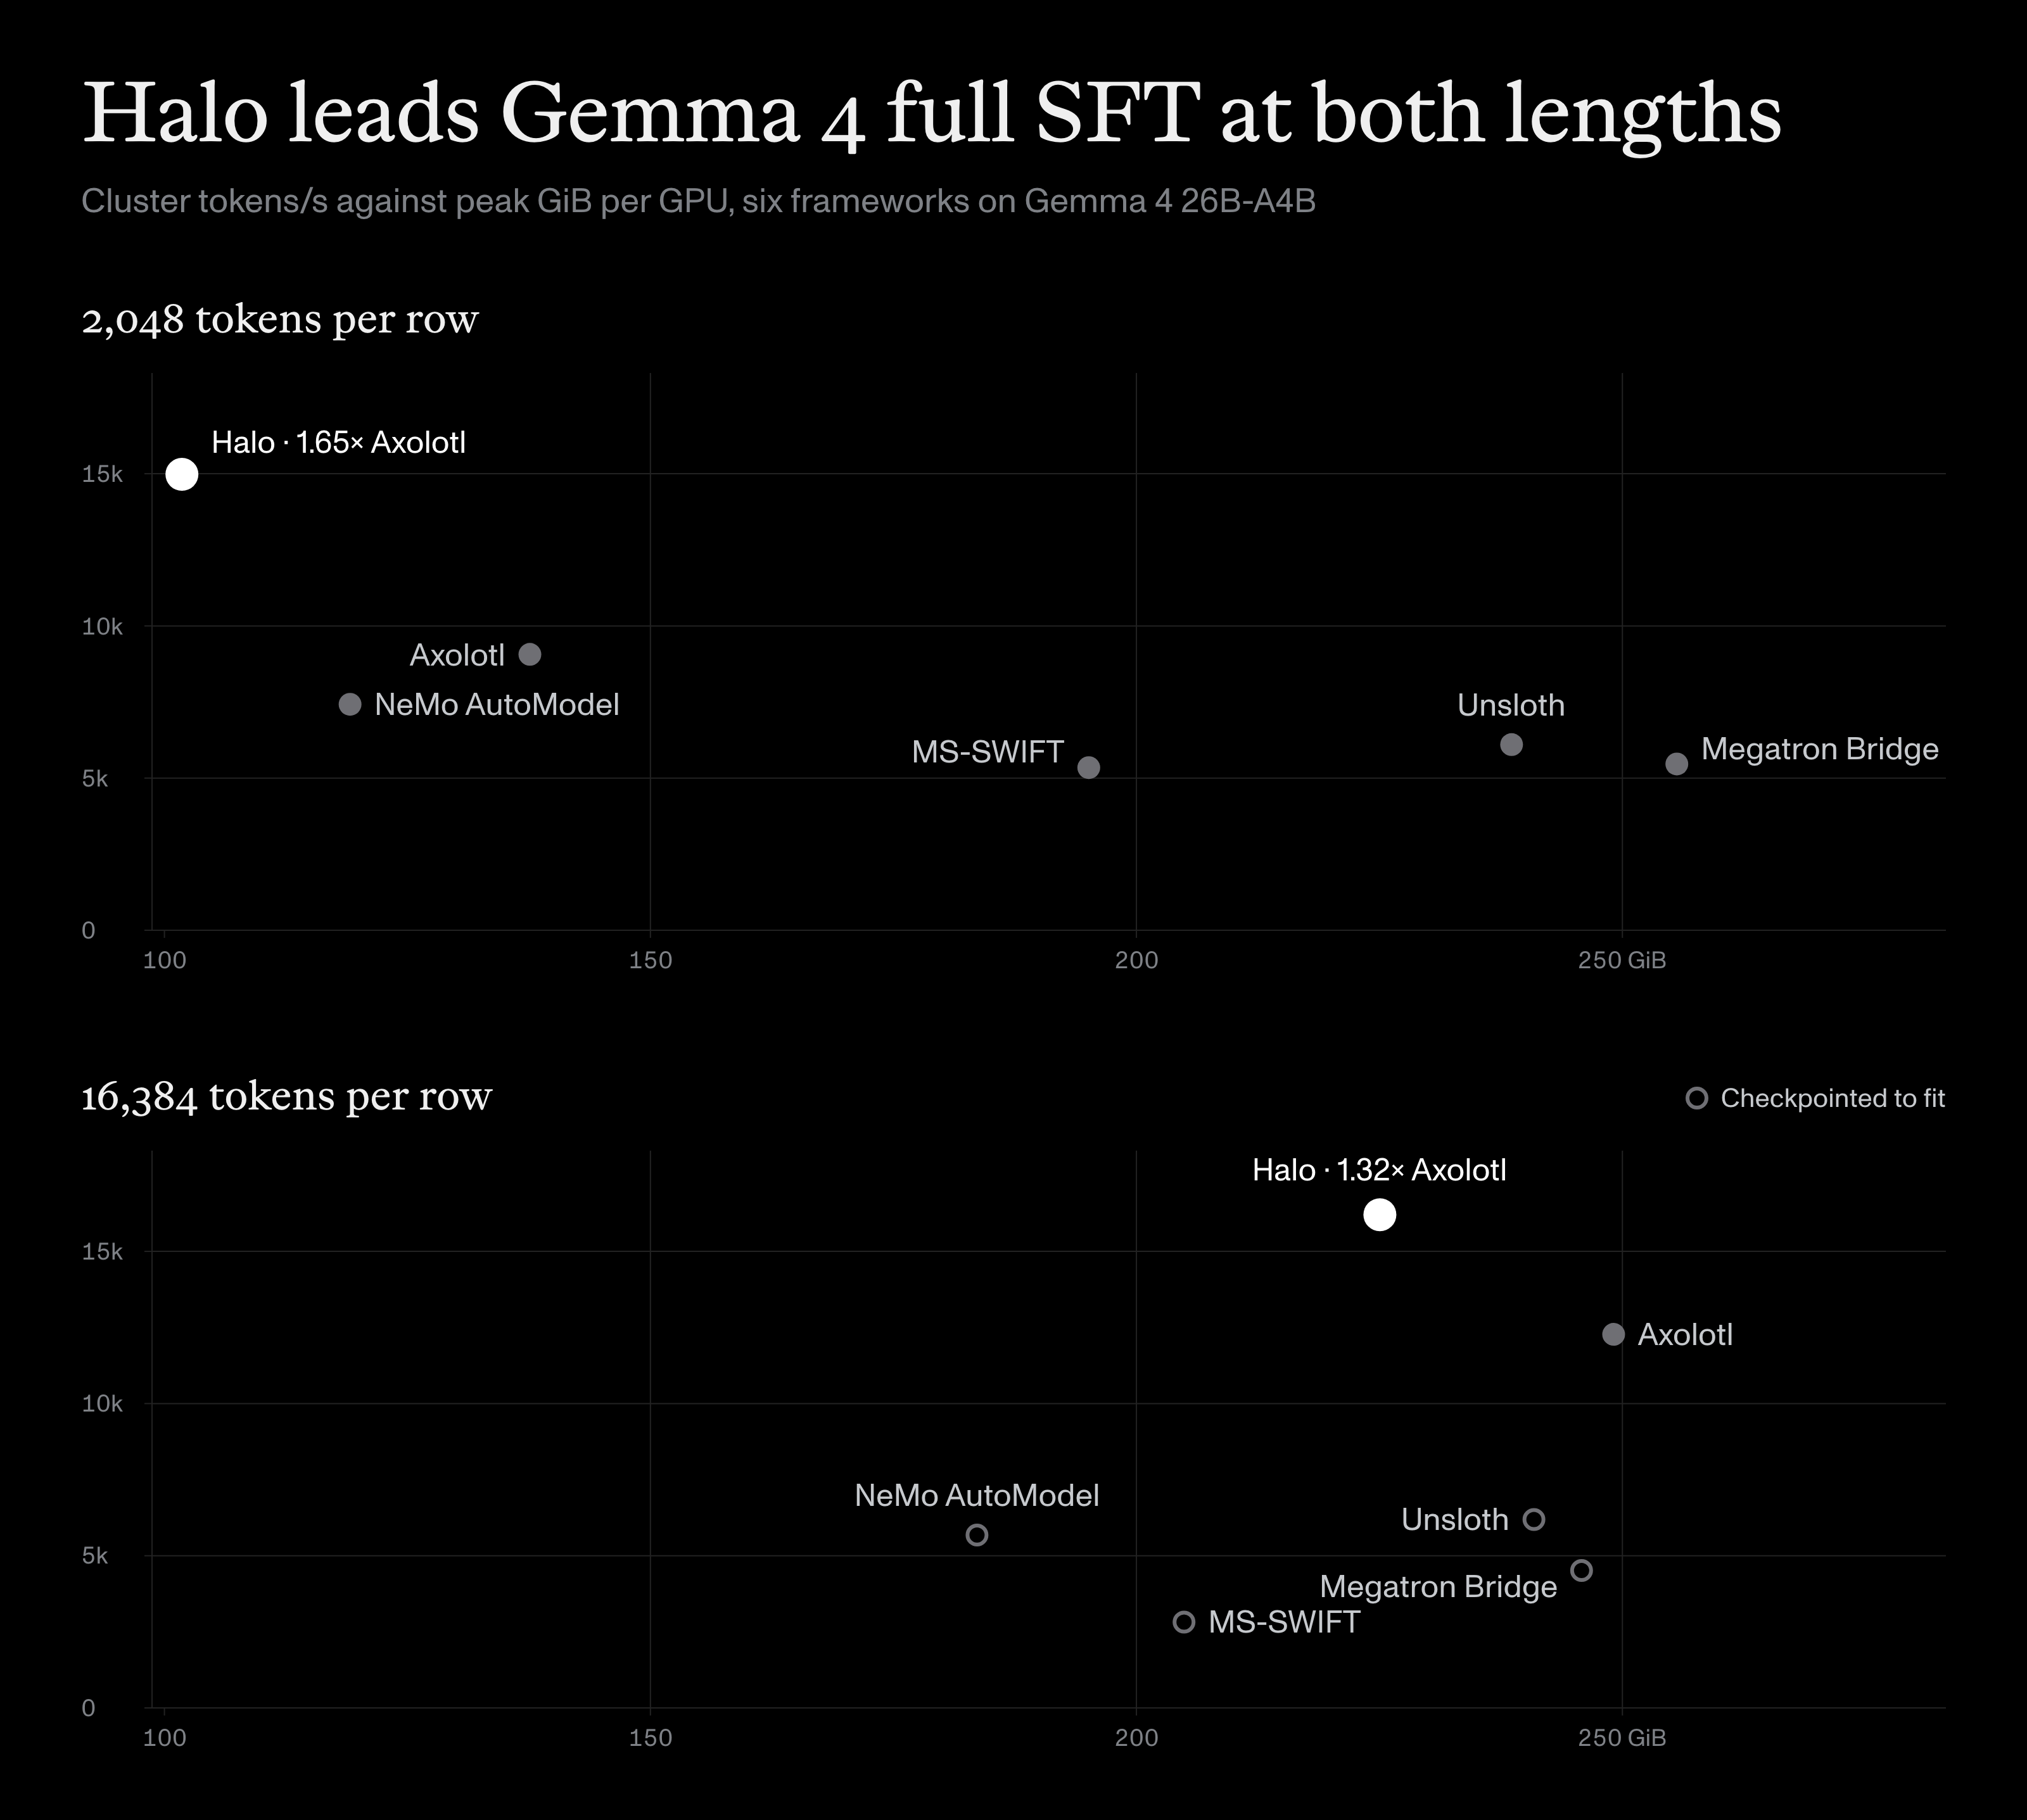 Halo leads Gemma 4 full SFT at both lengths
Cluster tokens/s against peak GiB per GPU, six frameworks on Gemma 4 26B-A4B
2,048 tokens per row
Halo · 1.65× Axolotl
15k
10k
Axolotl
NeMo AutoModel
Unsloth
MS-SWIFT
Megatron Bridge
5k
0
100
150
200
250 GiB
16,384 tokens per row
Checkpointed to fit
Halo · 1.32× Axolotl
15k
Axolotl
10k
NeMo AutoModel
Unsloth
5k
Megatron Bridge
MS-SWIFT
0
100
150
200
250 GiB